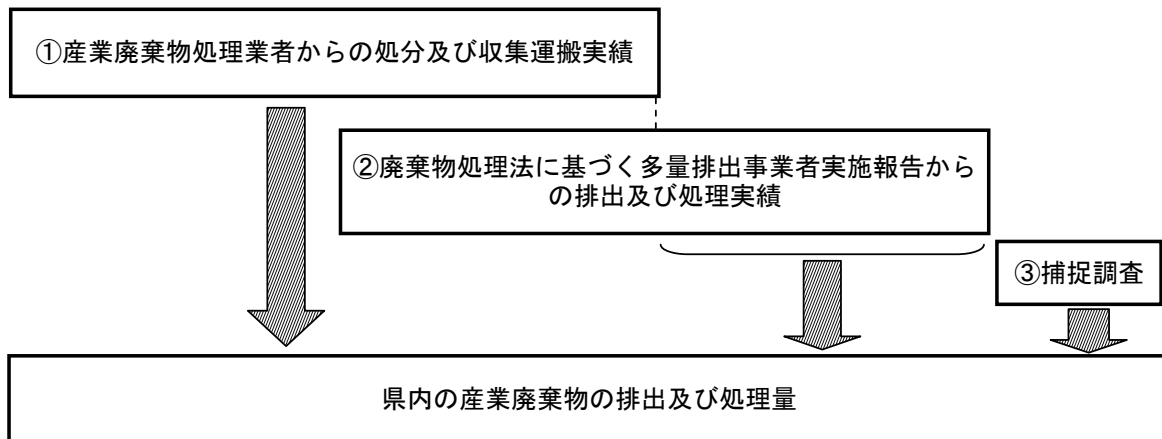 ①産業廃棄物処理業者からの処分及び収集運搬実績
②廃棄物処理法に基づく多量排出事業者実施報告から
の排出及び処理実績
③捕捉調査
県内の産業廃棄物の排出及び処理量